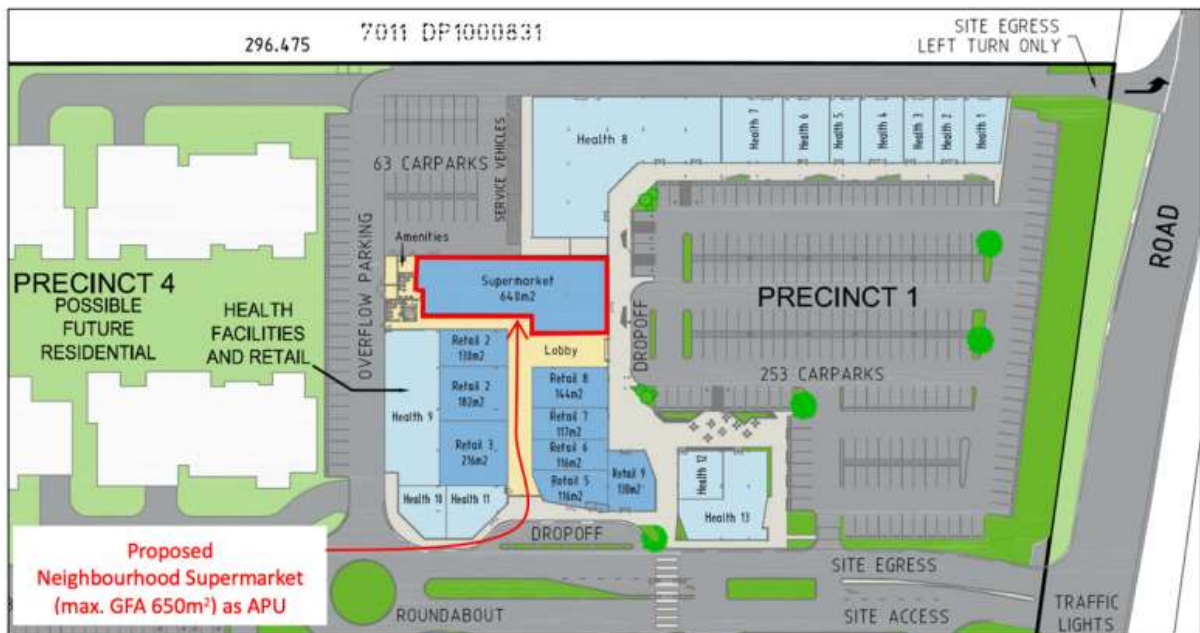 296.475
7011 DP1000831
SITE EGRESS
LEFT TURN ONLY
63 CARPARKS
SERVICE VEHICLES
Health 8
Health 7
Health 6
Health 5
Health 4
Health 3
Health 2
Health 1
ROAD
Amenities
OVERFLOW PARKING
Supermarket
640m2
PRECINCT 4
POSSIBLE
FUTURE
RESIDENTIAL
HEALTH
FACILITIES
AND RETAIL
PRECINCT 1
DROPOFF
253 CARPARKS
Lobby
Retail 2
138m2
Retail 2
182m2
Retail 3
216m2
Health 9
Health 10
Health 11
Retail 8
144m2
Retail 7
117m2
Retail 6
116m2
Retail 5
116m2
Retail 9
130m2
Health 12
Health 13
DROPOFF
Proposed
Neighbourhood Supermarket
(max. GFA 650m²) as APU
ROUNDABOUT
SITE EGRESS
SITE ACCESS
TRAFFIC
LIGHTS